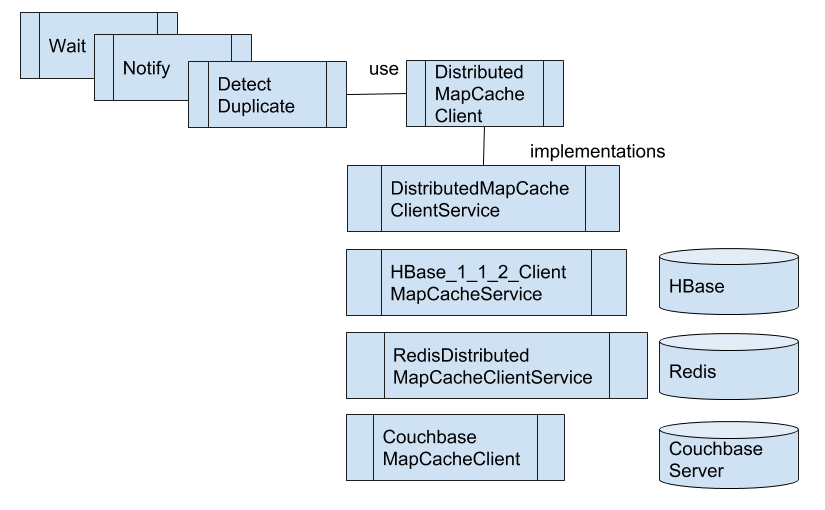 Wait
Notify
Detect
Duplicate
use
Distributed
MapCache
Client
implementations
DistributedMapCache
ClientService
HBase_1_1_2_Client
MapCacheService
HBase
RedisDistributed
MapCacheClientService
Redis
Couchbase
MapCacheClient
Couchbase
Server